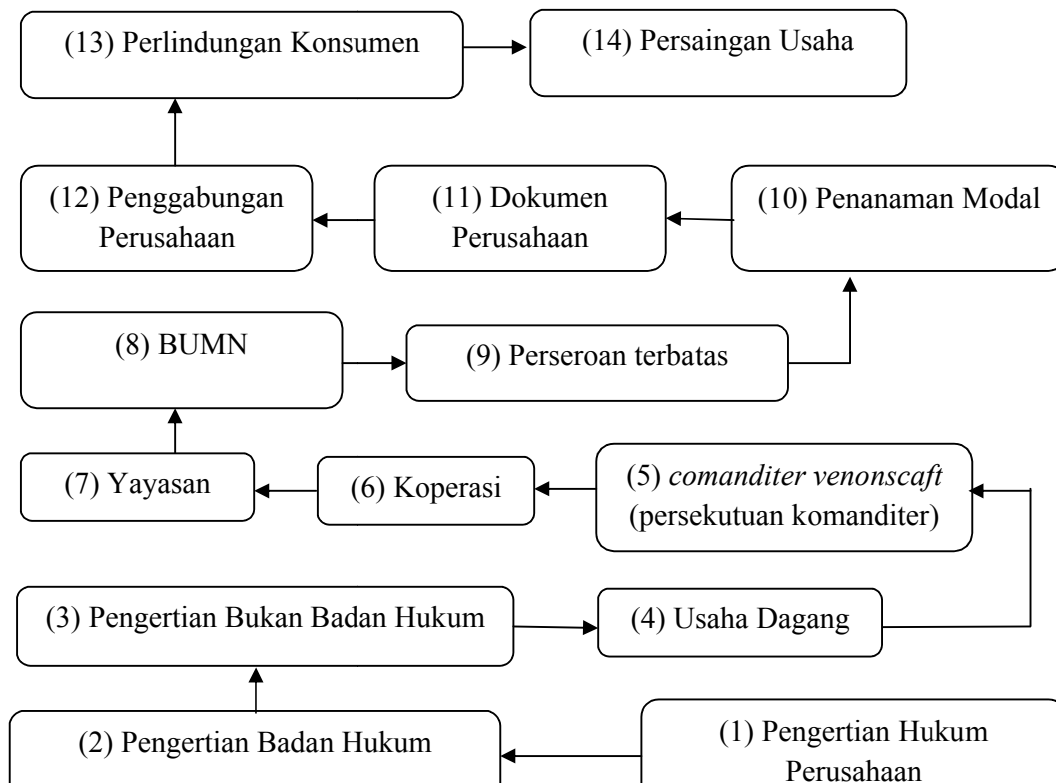 (13) Perlindungan Konsumen
(14) Persaingan Usaha
(12) Penggabungan
Perusahaan
(11) Dokumen
Perusahaan
(10) Penanaman Modal
(8) BUMN
(9) Perseroan terbatas
(7) Yayasan
(6) Koperasi
(5) comanditer venonscaft
(persekutuan komanditer)
(3) Pengertian Bukan Badan Hukum
(4) Usaha Dagang
(2) Pengertian Badan Hukum
(1) Pengertian Hukum
Perusahaan